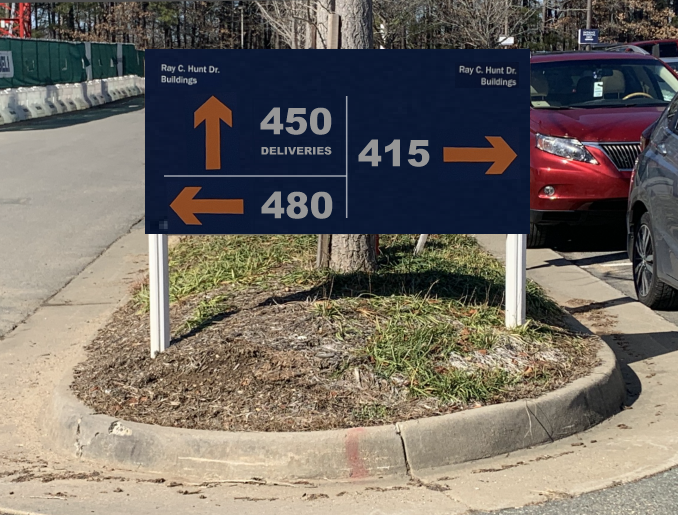 Ray C. Hunt Dr.
Buildings
450
DELIVERIES
480
Ray C. Hunt Dr.
Buildings
415